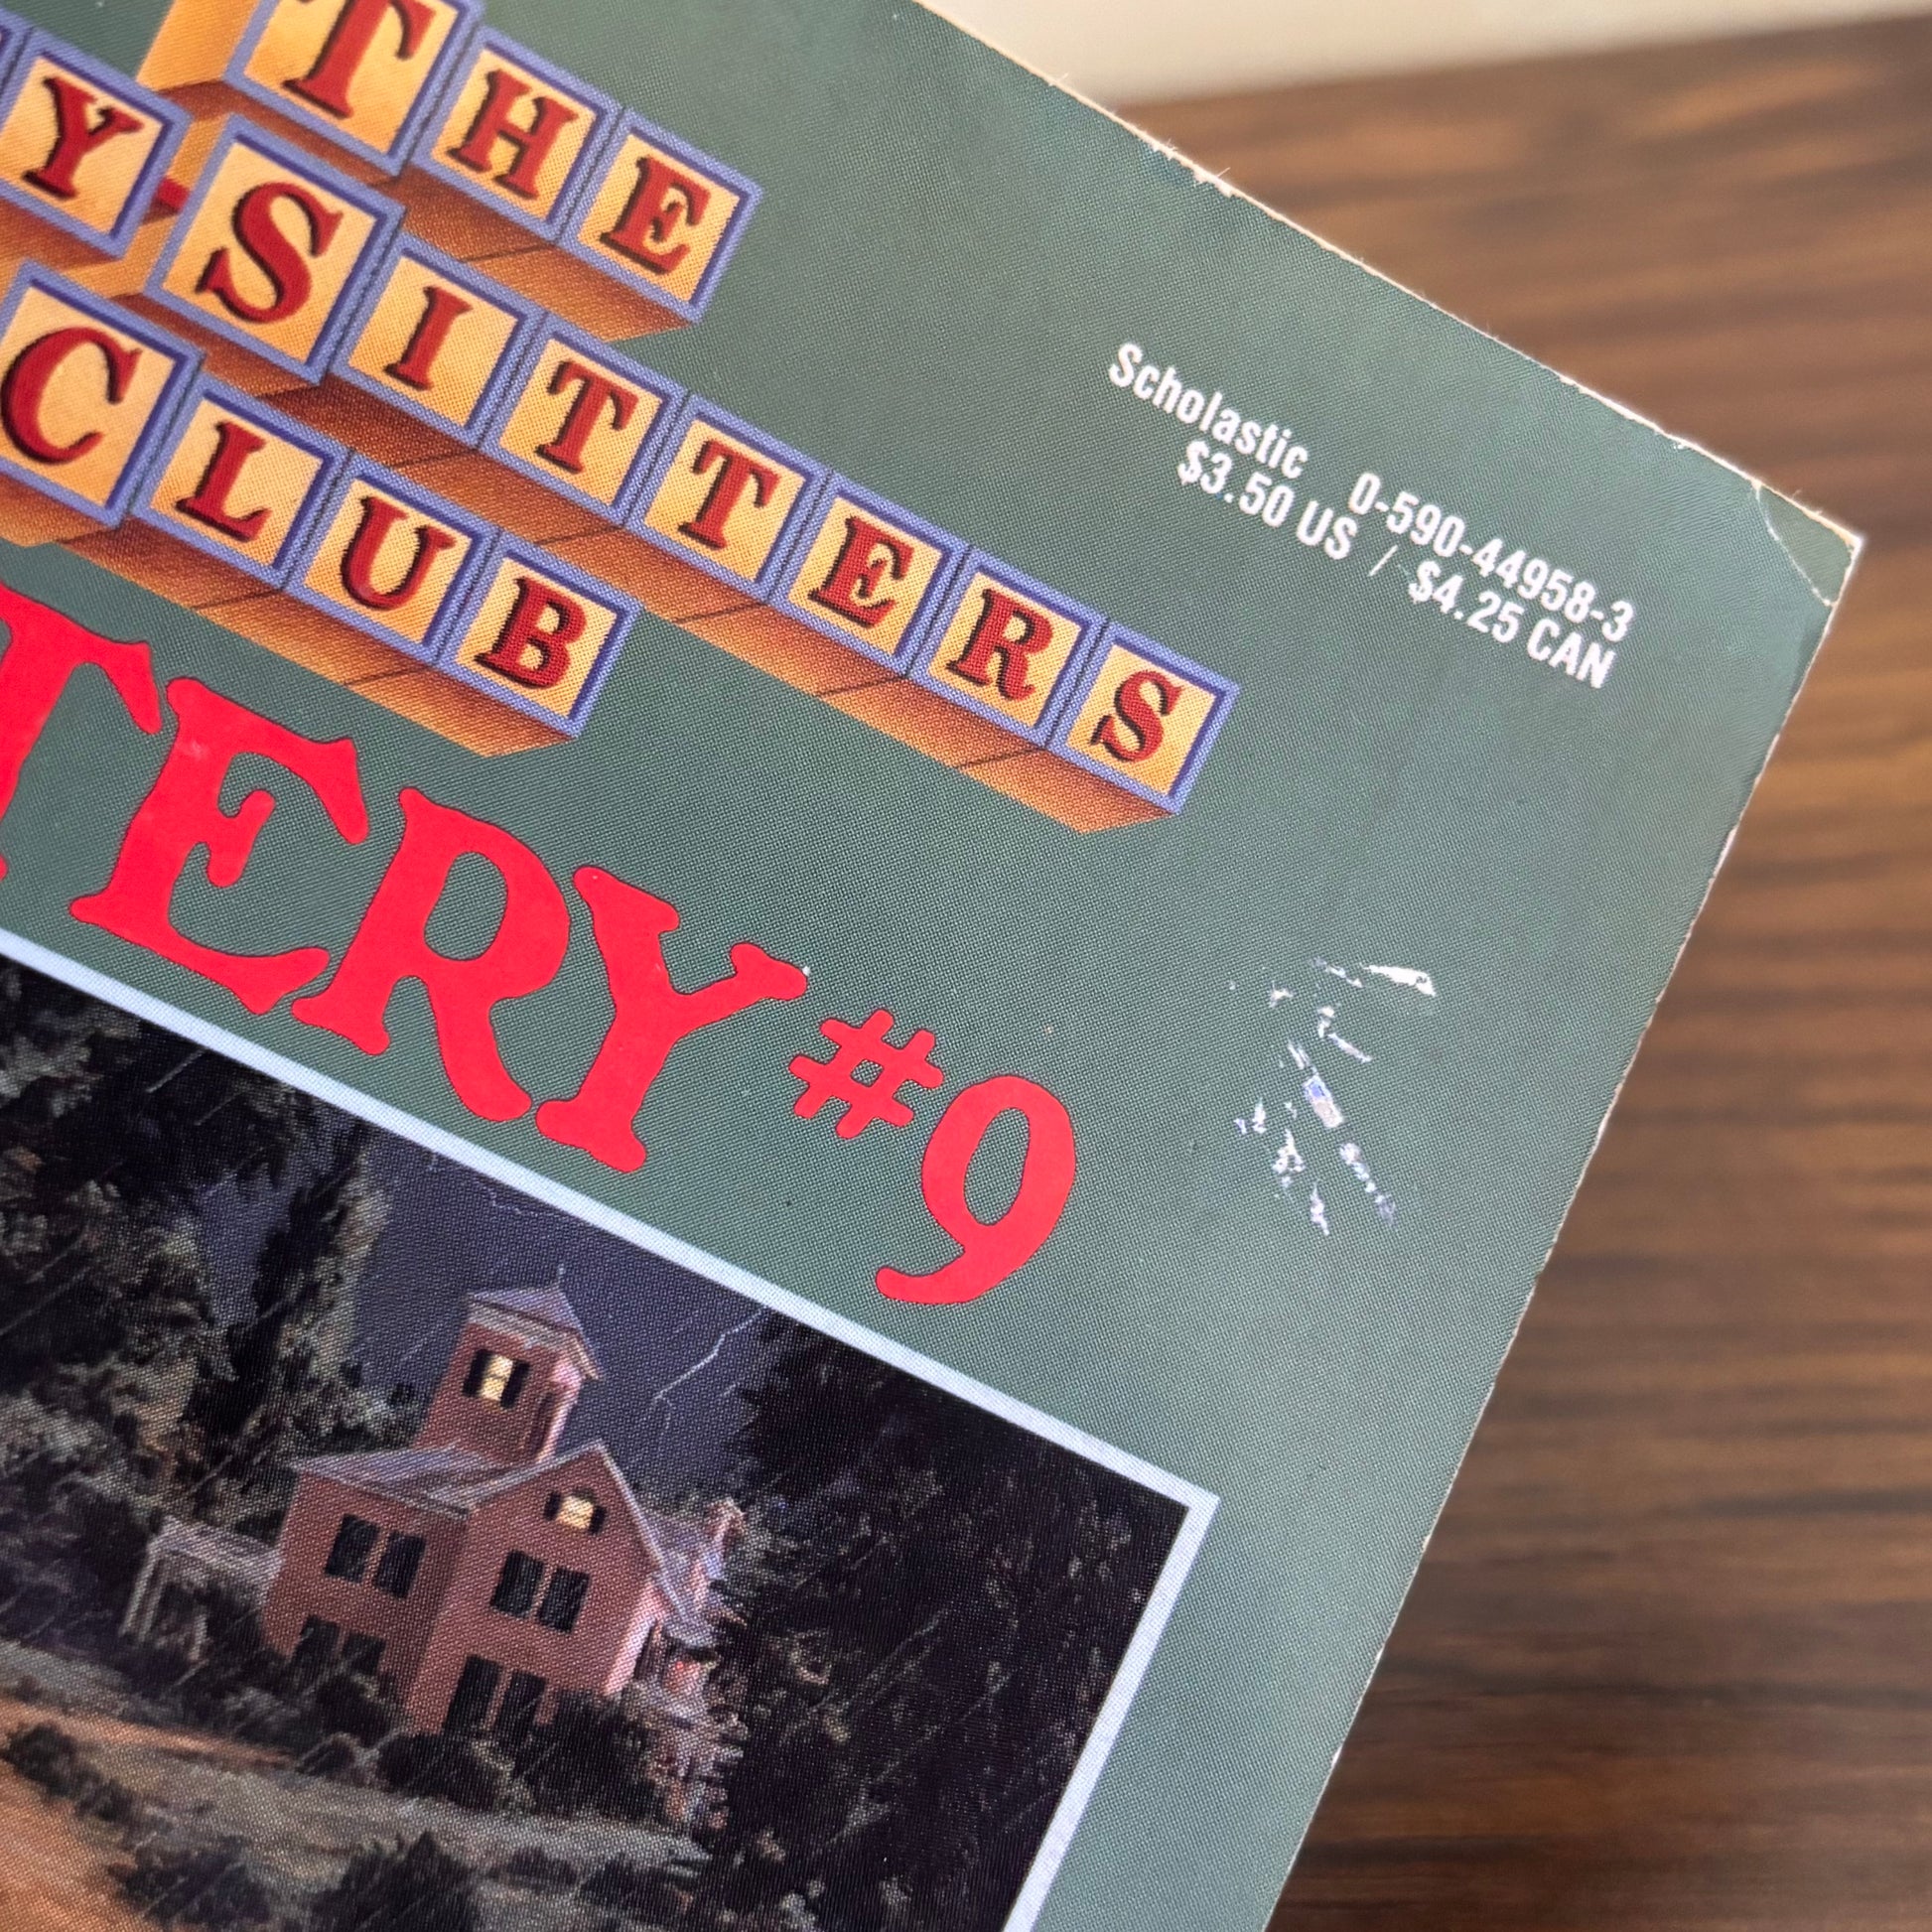 THE
Y SITTERS
CLUB
Scholastic 0-590-44958-3
$3.50 US / $4.25 CAN
TERY #9